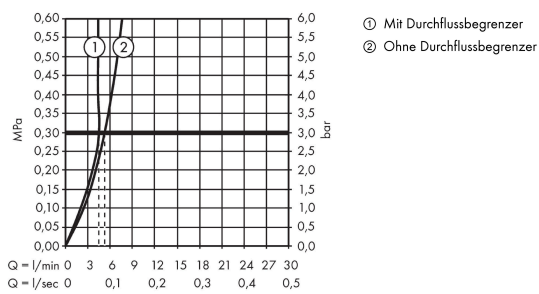 0,60 6,0 ① Mit Durchflussbegrenzer
0,55 5,5
① ② ② Ohne Durchflussbegrenzer
0,50 5,0
0,45 4,5
0,40 4,0
0,35 3,5
MPa 0,30 3,0 bar
0,25 2,5
0,20 2,0
0,15 1,5
0,10 1,0
0,05 0,5
0,00 0,0
Q = l/min 0 3 6 9 12 15 18 21 24 27 30
Q = l/sec 0 0,1 0,2 0,3 0,4 0,5